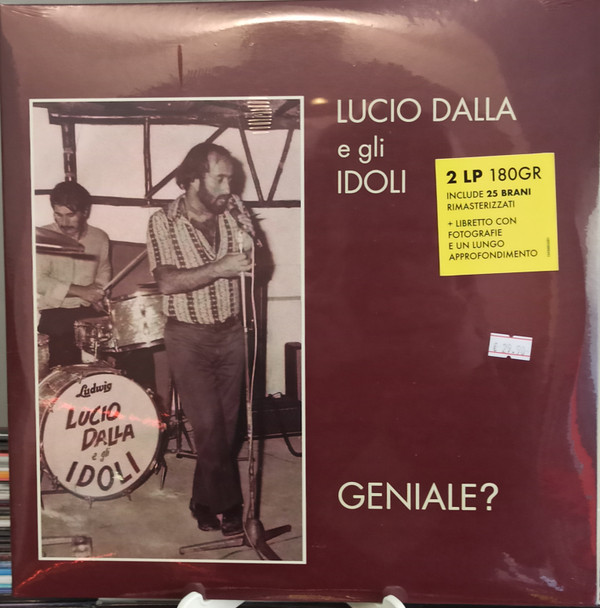 LUCIO DALLA
e gli
IDOLI
2 LP 180GR
INCLUDE 25 BRANI
RIMASTERIZZATI
+ LIBRETTO CON
FOTOGRAFIE
E UN LUNGO
APPROFONDIMENTO
Ludwig
LUCIO
DALLA
e gli
IDOLI
GENIALE?